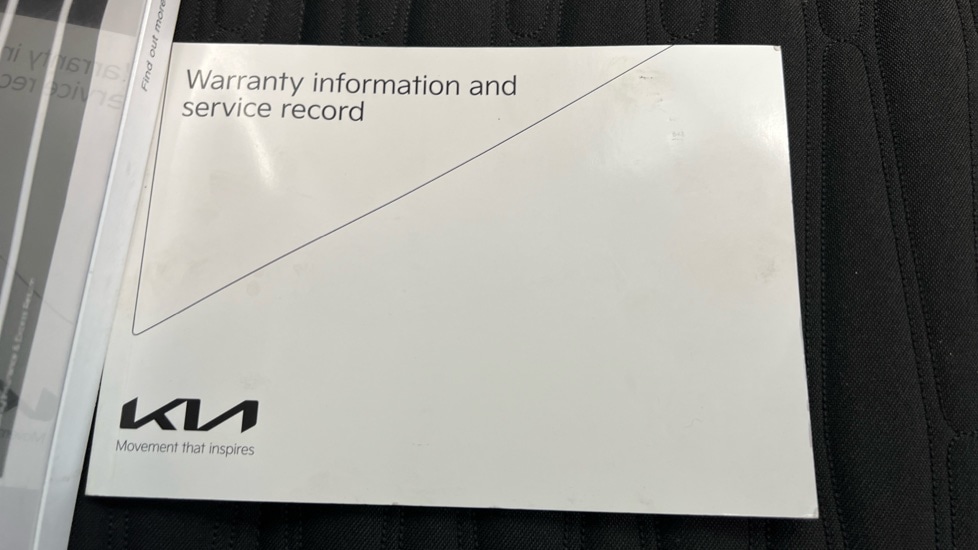 Find out more
Warranty information and
service record
KIA
Movement that inspires